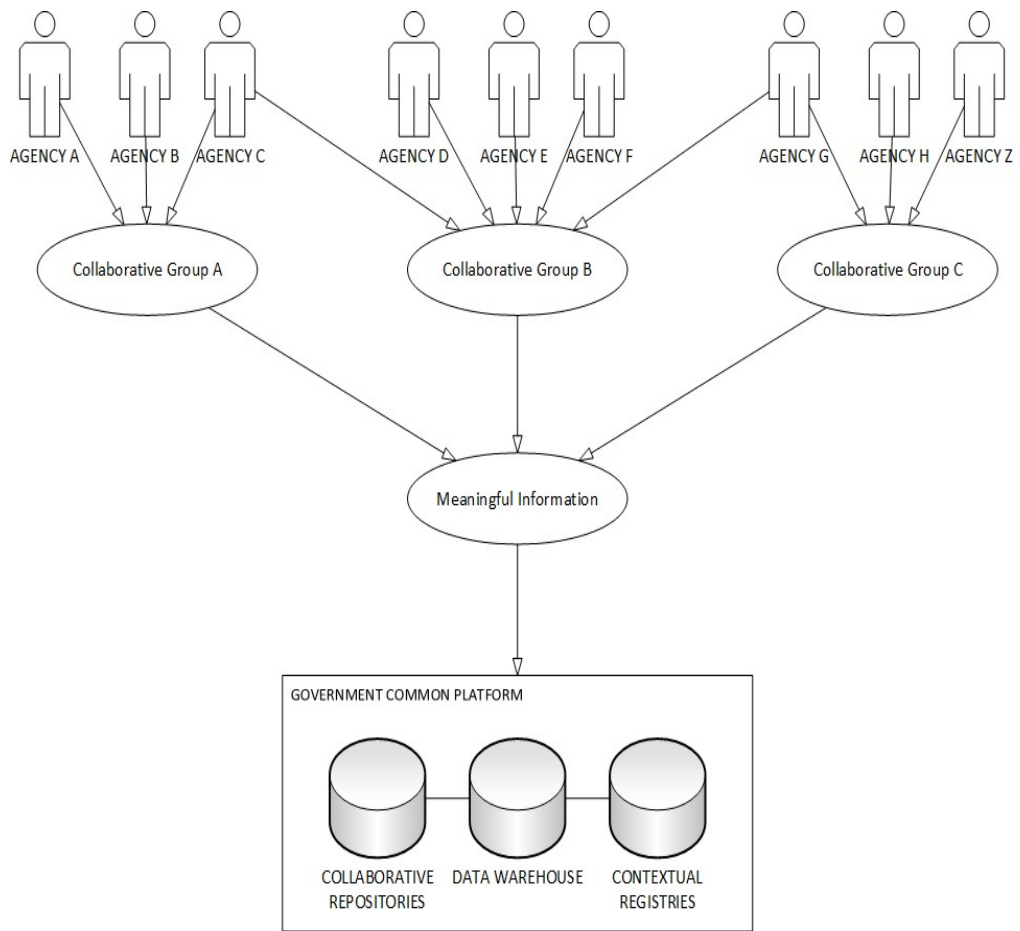 AGENCY A
AGENCY B
AGENCY C
AGENCY D
AGENCY E
AGENCY F
AGENCY G
AGENCY H
AGENCY Z
Collaborative Group A
Collaborative Group B
Collaborative Group C
Meaningful Information
GOVERNMENT COMMON PLATFORM
COLLABORATIVE
REPOSITORIES
DATA WAREHOUSE
CONTEXTUAL
REGISTRIES